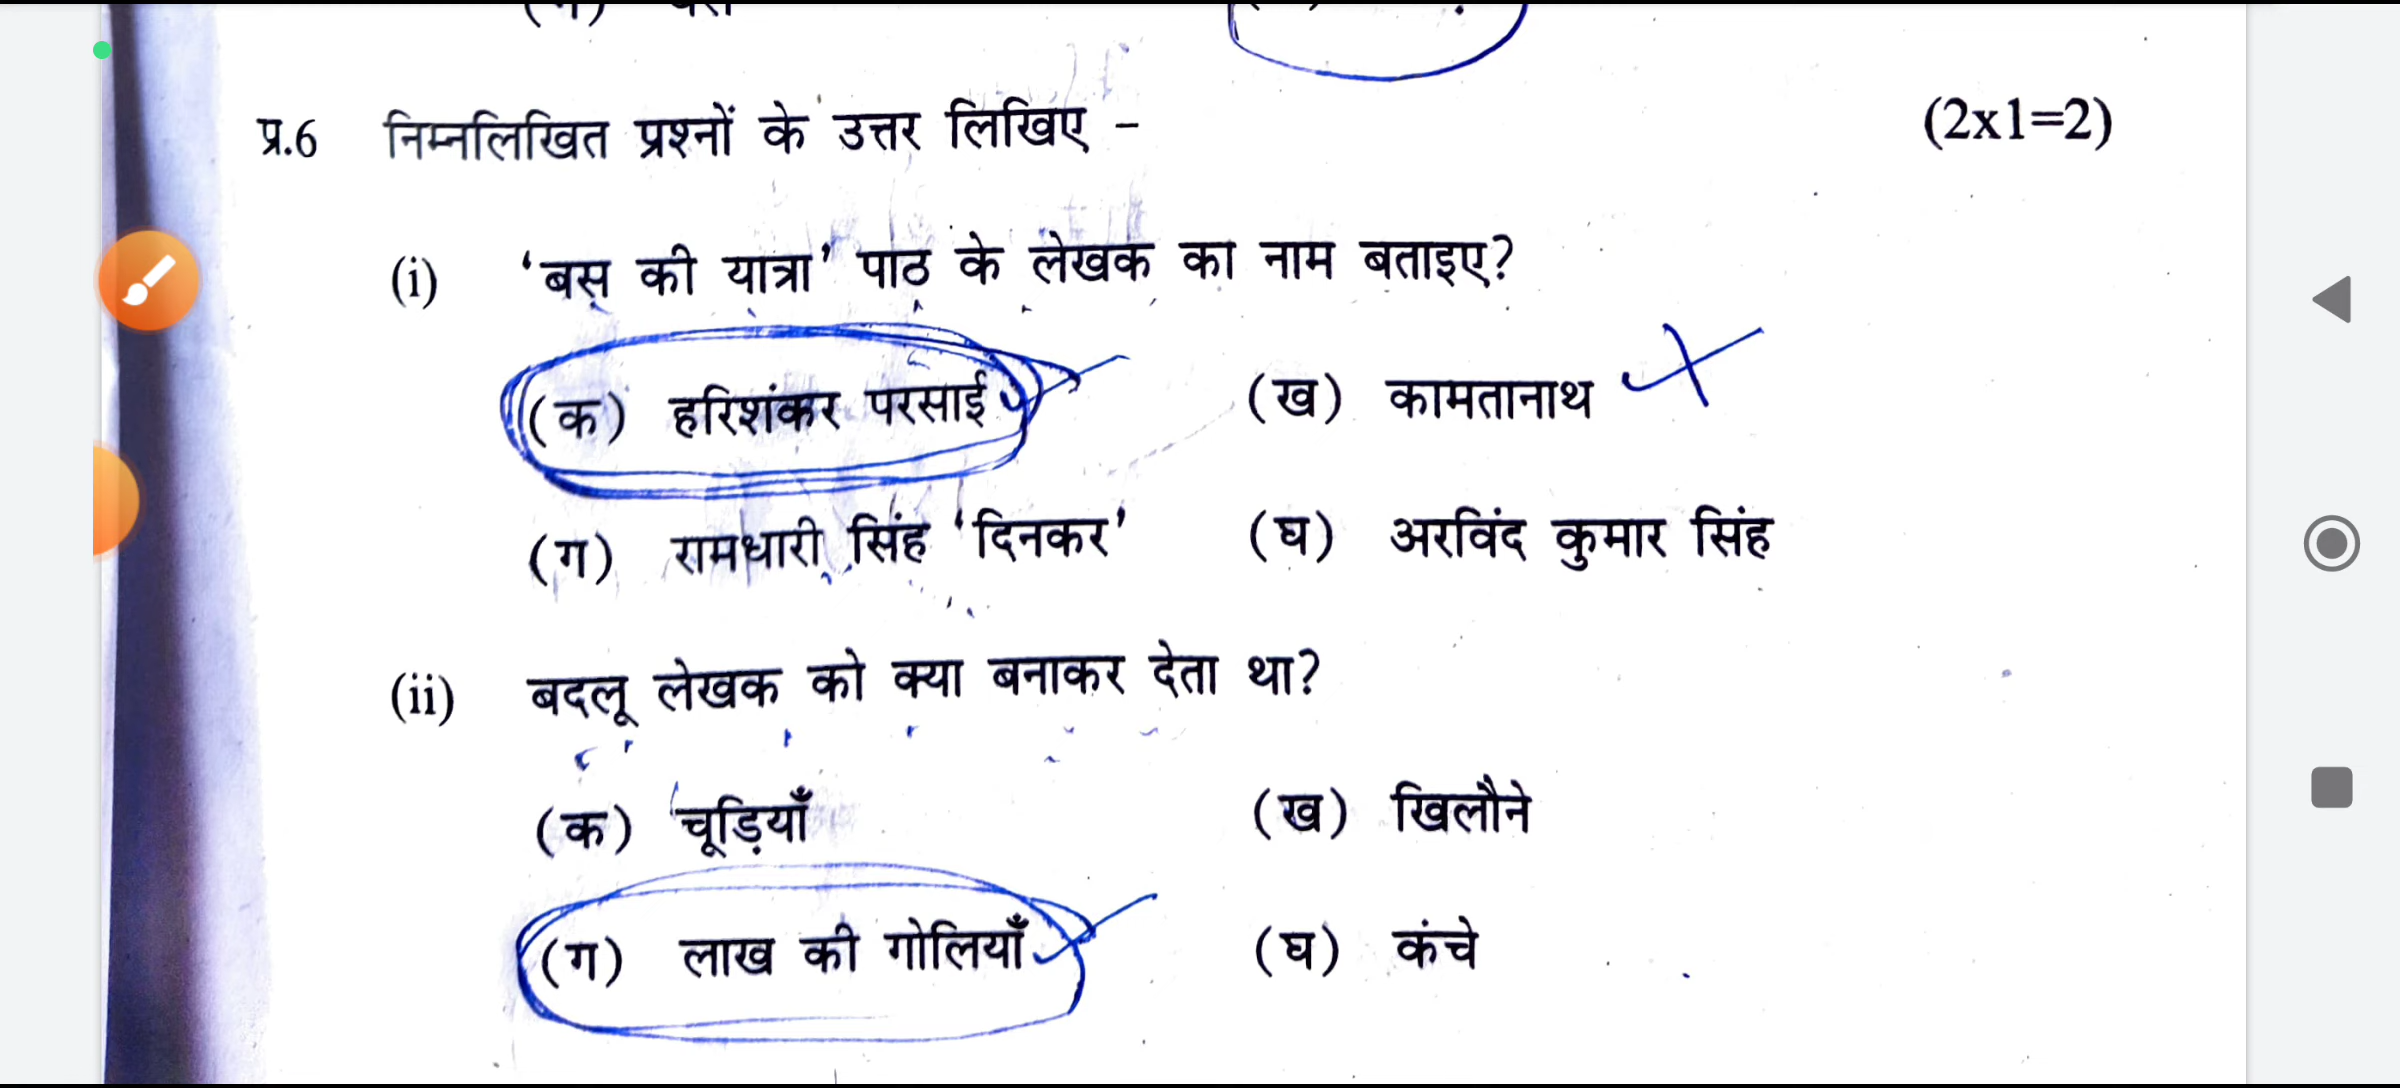 प्र.6 निम्नलिखित प्रश्नों के उत्तर लिखिए – (2x1=2)
(i) ‘बस की यात्रा’ पाठ के लेखक का नाम बताइए?
(क) हरिशंकर परसाई (ख) कामतानाथ
(ग) रामधारी सिंह ‘दिनकर’ (घ) अरविंद कुमार सिंह
(ii) बदलू लेखक को क्या बनाकर देता था?
(क) चूड़ियाँ (ख) खिलौने
(ग) लाख की गोलियाँ (घ) कंचे